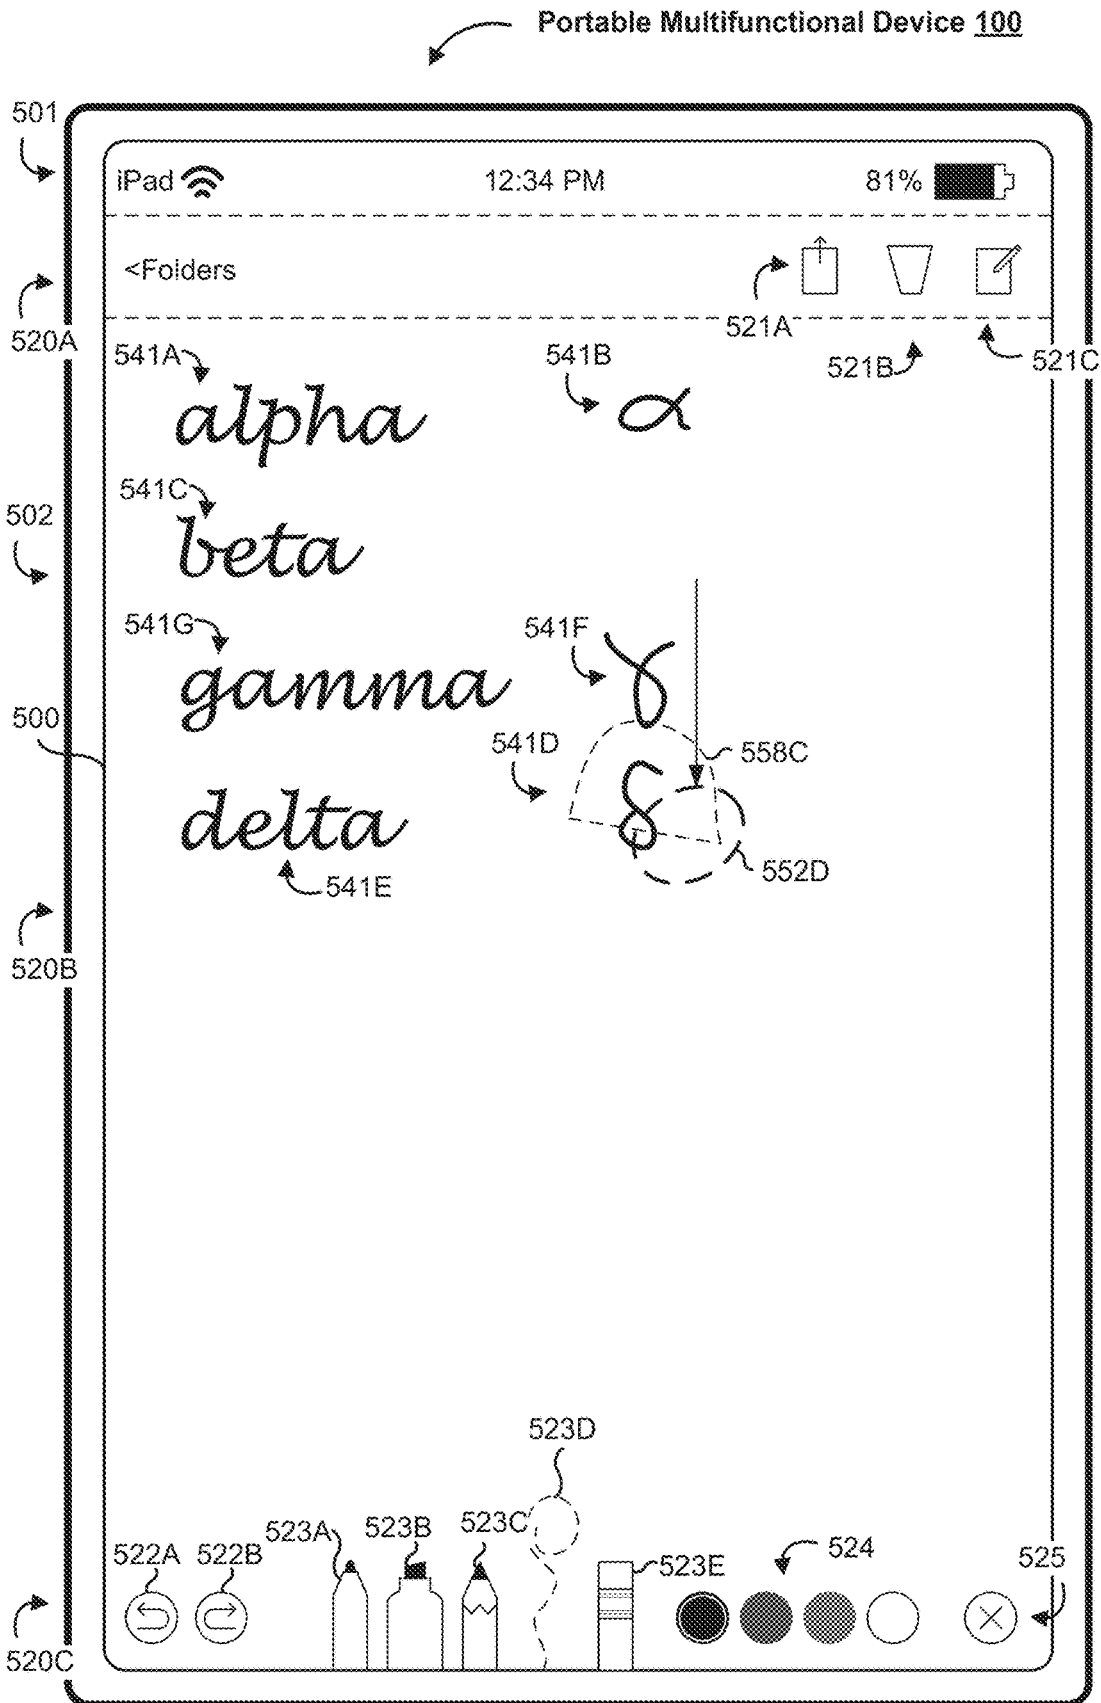 Portable Multifunctional Device 100
501
iPad 12:34 PM 81%
<Folders
520A
521A
521B
521C
541A
541B
alpha α
541C
502
beta
541G
541F
gamma γ
500
541D
558C
delta δ
552D
541E
520B
523D
523A 523B 523C
522A 522B
523E
524
525
520C